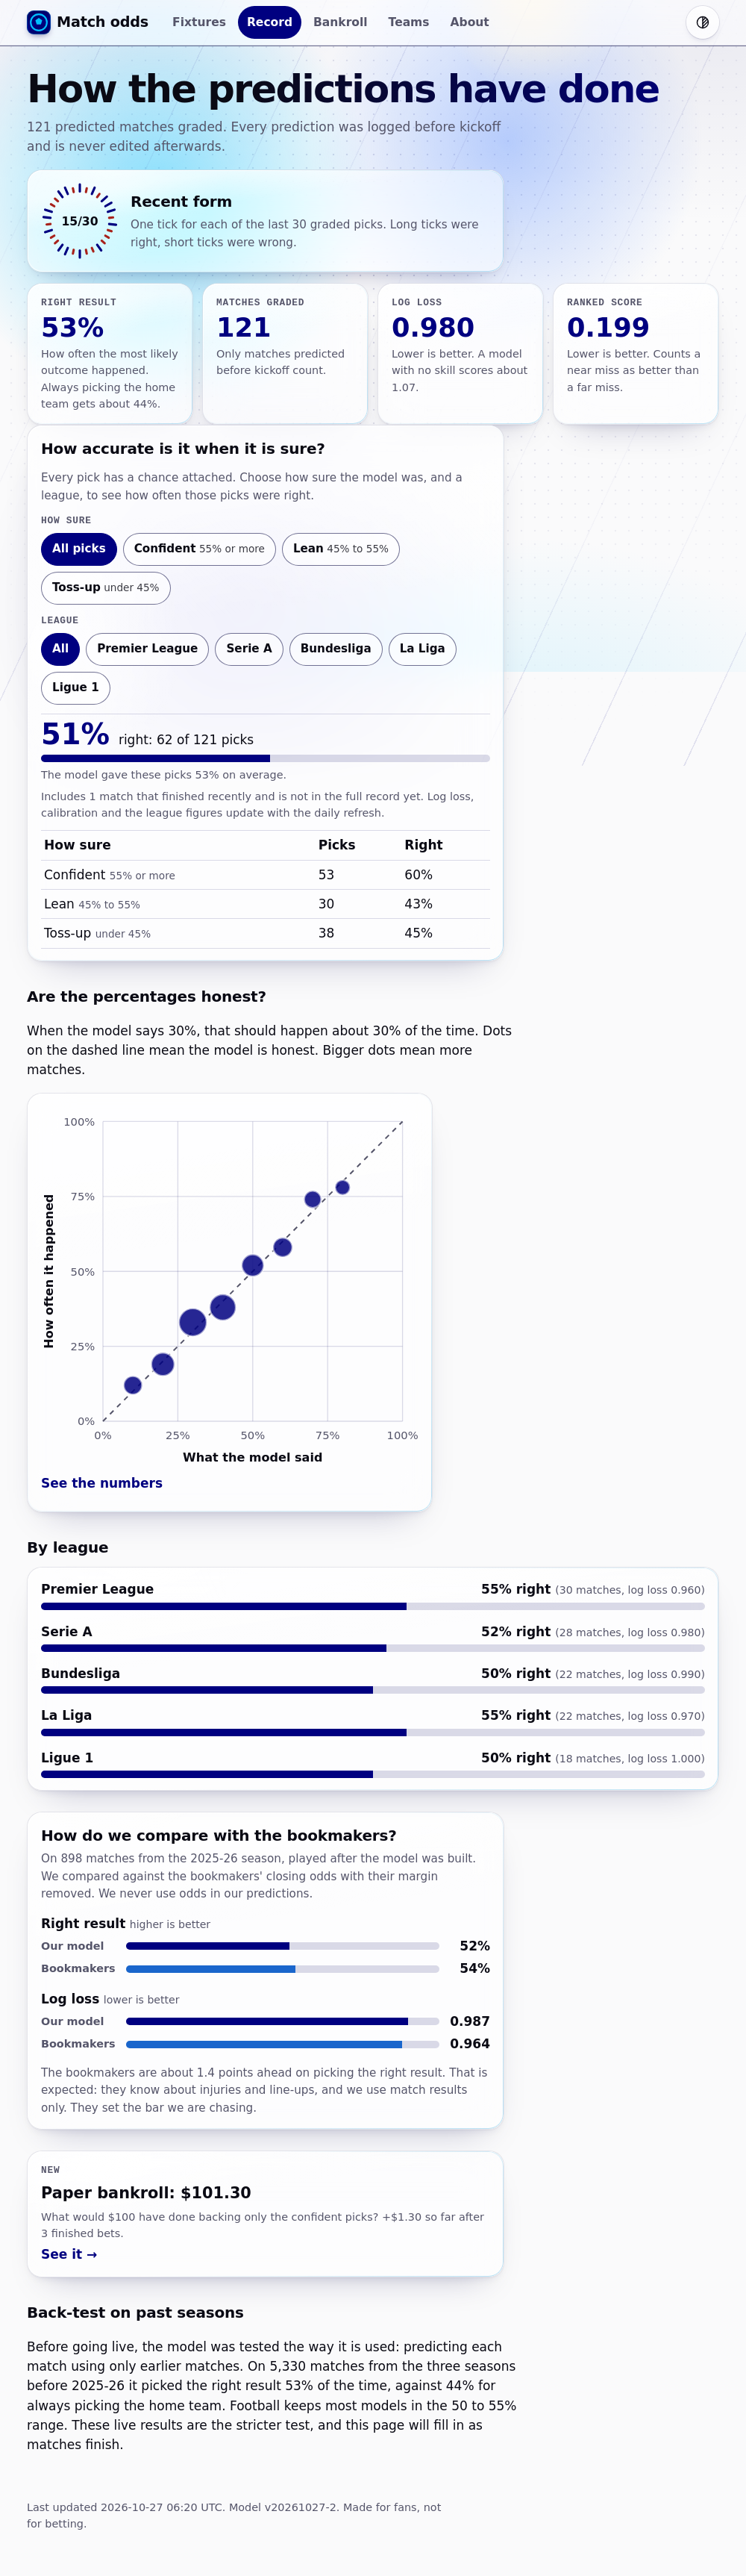 Match odds Fixtures Record Bankroll Teams About
How the predictions have done
121 predicted matches graded. Every prediction was logged before kickoff
and is never edited afterwards.
15/30
Recent form
One tick for each of the last 30 graded picks. Long ticks were
right, short ticks were wrong.
RIGHT RESULT
53%
How often the most likely
outcome happened.
Always picking the home
team gets about 44%.
MATCHES GRADED
121
Only matches predicted
before kickoff count.
LOG LOSS
0.980
Lower is better. A model
with no skill scores about
1.07.
RANKED SCORE
0.199
Lower is better. Counts a
near miss as better than
a far miss.
How accurate is it when it is sure?
Every pick has a chance attached. Choose how sure the model was, and a
league, to see how often those picks were right.
HOW SURE
All picks Confident 55% or more Lean 45% to 55%
Toss-up under 45%
LEAGUE
All Premier League Serie A Bundesliga La Liga
Ligue 1
51% right: 62 of 121 picks
The model gave these picks 53% on average.
Includes 1 match that finished recently and is not in the full record yet. Log loss,
calibration and the league figures update with the daily refresh.
How sure Picks Right
Confident 55% or more 53 60%
Lean 45% to 55% 30 43%
Toss-up under 45% 38 45%
Are the percentages honest?
When the model says 30%, that should happen about 30% of the time. Dots
on the dashed line mean the model is honest. Bigger dots mean more
matches.
How often it happened
100%
75%
50%
25%
0%
0% 25% 50% 75% 100%
What the model said
See the numbers
By league
Premier League 55% right (30 matches, log loss 0.960)
Serie A 52% right (28 matches, log loss 0.980)
Bundesliga 50% right (22 matches, log loss 0.990)
La Liga 55% right (22 matches, log loss 0.970)
Ligue 1 50% right (18 matches, log loss 1.000)
How do we compare with the bookmakers?
On 898 matches from the 2025-26 season, played after the model was built.
We compared against the bookmakers' closing odds with their margin
removed. We never use odds in our predictions.
Right result higher is better
Our model 52%
Bookmakers 54%
Log loss lower is better
Our model 0.987
Bookmakers 0.964
The bookmakers are about 1.4 points ahead on picking the right result. That is
expected: they know about injuries and line-ups, and we use match results
only. They set the bar we are chasing.
NEW
Paper bankroll: $101.30
What would $100 have done backing only the confident picks? +$1.30 so far after
3 finished bets.
See it →
Back-test on past seasons
Before going live, the model was tested the way it is used: predicting each
match using only earlier matches. On 5,330 matches from the three seasons
before 2025-26 it picked the right result 53% of the time, against 44% for
always picking the home team. Football keeps most models in the 50 to 55%
range. These live results are the stricter test, and this page will fill in as
matches finish.
Last updated 2026-10-27 06:20 UTC. Model v20261027-2. Made for fans, not
for betting.